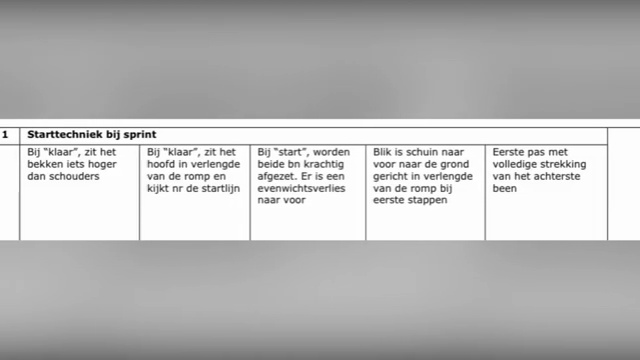 1 Starttechniek bij sprint
Bij “klaar”, zit het
bekken iets hoger
dan schouders
Bij “klaar”, zit het
hoofd in verlengde
van de romp en
kijkt nr de startlijn
Bij “start”, worden
beide bn krachtig
afgezet. Er is een
evenwichtsverlies
naar voor
Blik is schuin naar
voor naar de grond
gericht in verlengde
van de romp bij
eerste stappen
Eerste pas met
volledige strekking
van het achterste
been